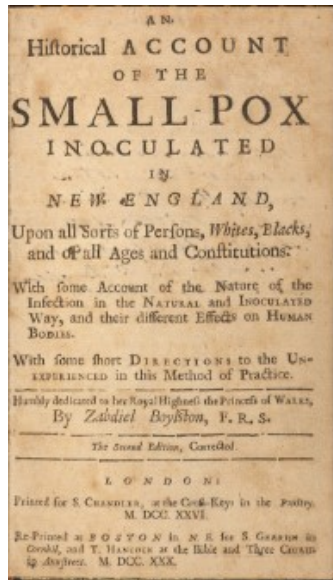 AN
Historical ACCOUNT
OF THE
SMALL-POX
INOCULATED
IN
NEW ENGLAND,
Upon all Sorts of Persons, Whites, Blacks,
and of all Ages and Constitutions.
With some Account of the Nature of the
Infection in the NATURAL and INOCULATED
Way, and their different Effects on HUMAN
BODIES.
With some short DIRECTIONS to the UN-
EXPERIENCED in this Method of Practice.
Humbly dedicated to her Royal Highness the Princess of WALES,
By Zabdiel Boylston, F. R. S.
The Second Edition, Corrected.
LONDON:
Printed for S. CHANDLER, at the Cross-Keys in the Poultry.
M. DCC. XXVI.
Re-Printed at BOSTON in N. E. for S. GERRISH in
Cornhil, and T. HANCOCK at the Bible and Three Crowns
in Annstreet. M. DCC. XXX.